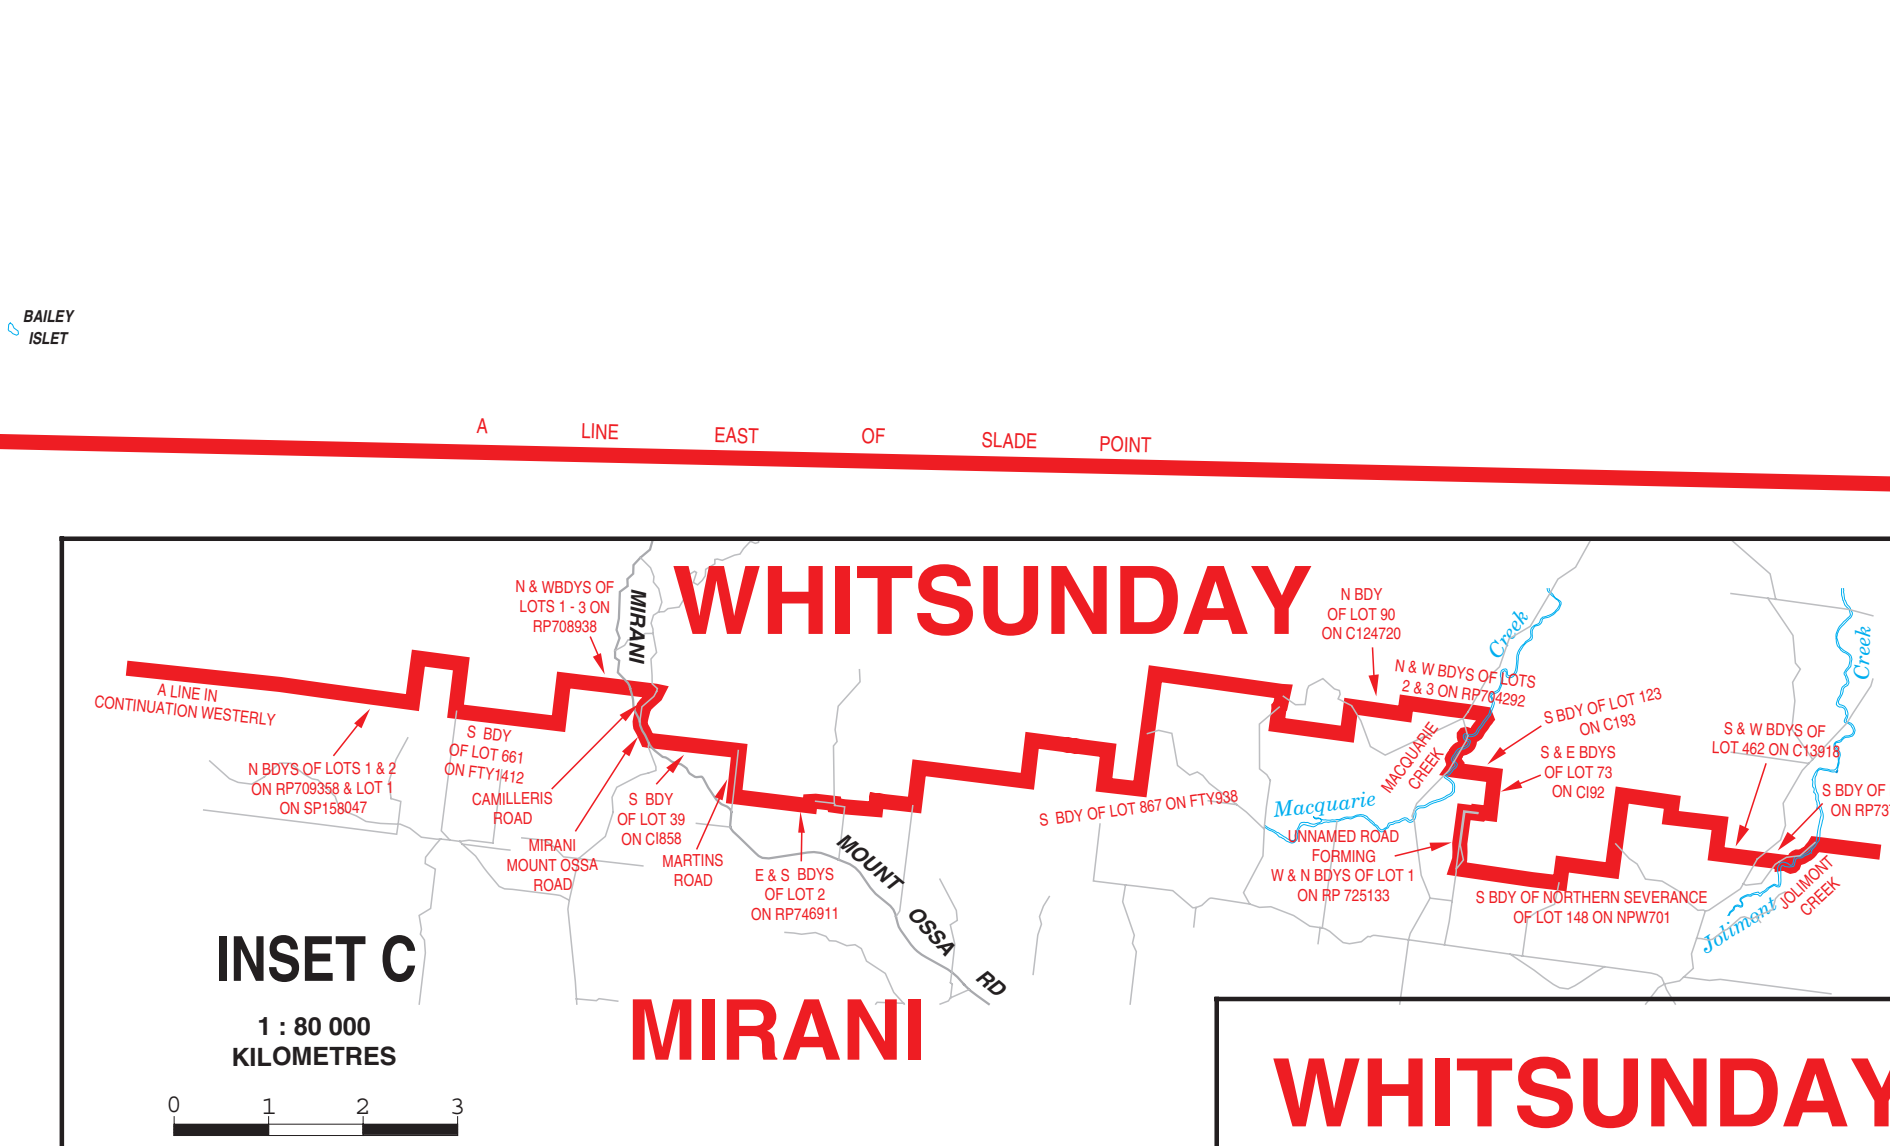 BAILEY
ISLET
A LINE EAST OF SLADE POINT
WHITSUNDAY
N & WBDYS OF
LOTS 1 - 3 ON
RP708938
MIRANI
N BDY
OF LOT 90
ON C124720
Creek
Creek
N & W BDYS OF LOTS
2 & 3 ON RP704292
A LINE IN
CONTINUATION WESTERLY
S BDY OF LOT 123
ON C193
S BDY
OF LOT 661
ON FTY1412
S & W BDYS OF
LOT 462 ON C13918
MACQUARIE
CREEK
S & E BDYS
OF LOT 73
ON CI92
N BDYS OF LOTS 1 & 2
ON RP709358 & LOT 1
ON SP158047
CAMILLERIS
ROAD
S BDY
OF LOT 39
ON CI858
S BDY OF LOT 867 ON FTY938
Macquarie
S BDY OF
ON RP73
MIRANI
MOUNT OSSA
ROAD
MARTINS
ROAD
MOUNT
OSSA
RD
E & S BDYS
OF LOT 2
ON RP746911
UNNAMED ROAD
FORMING
W & N BDYS OF LOT 1
ON RP 725133
S BDY OF NORTHERN SEVERANCE
OF LOT 148 ON NPW701
JOLIMONT
CREEK
Jolimont
INSET C
1 : 80 000
KILOMETRES
0 1 2 3
MIRANI
WHITSUNDAY